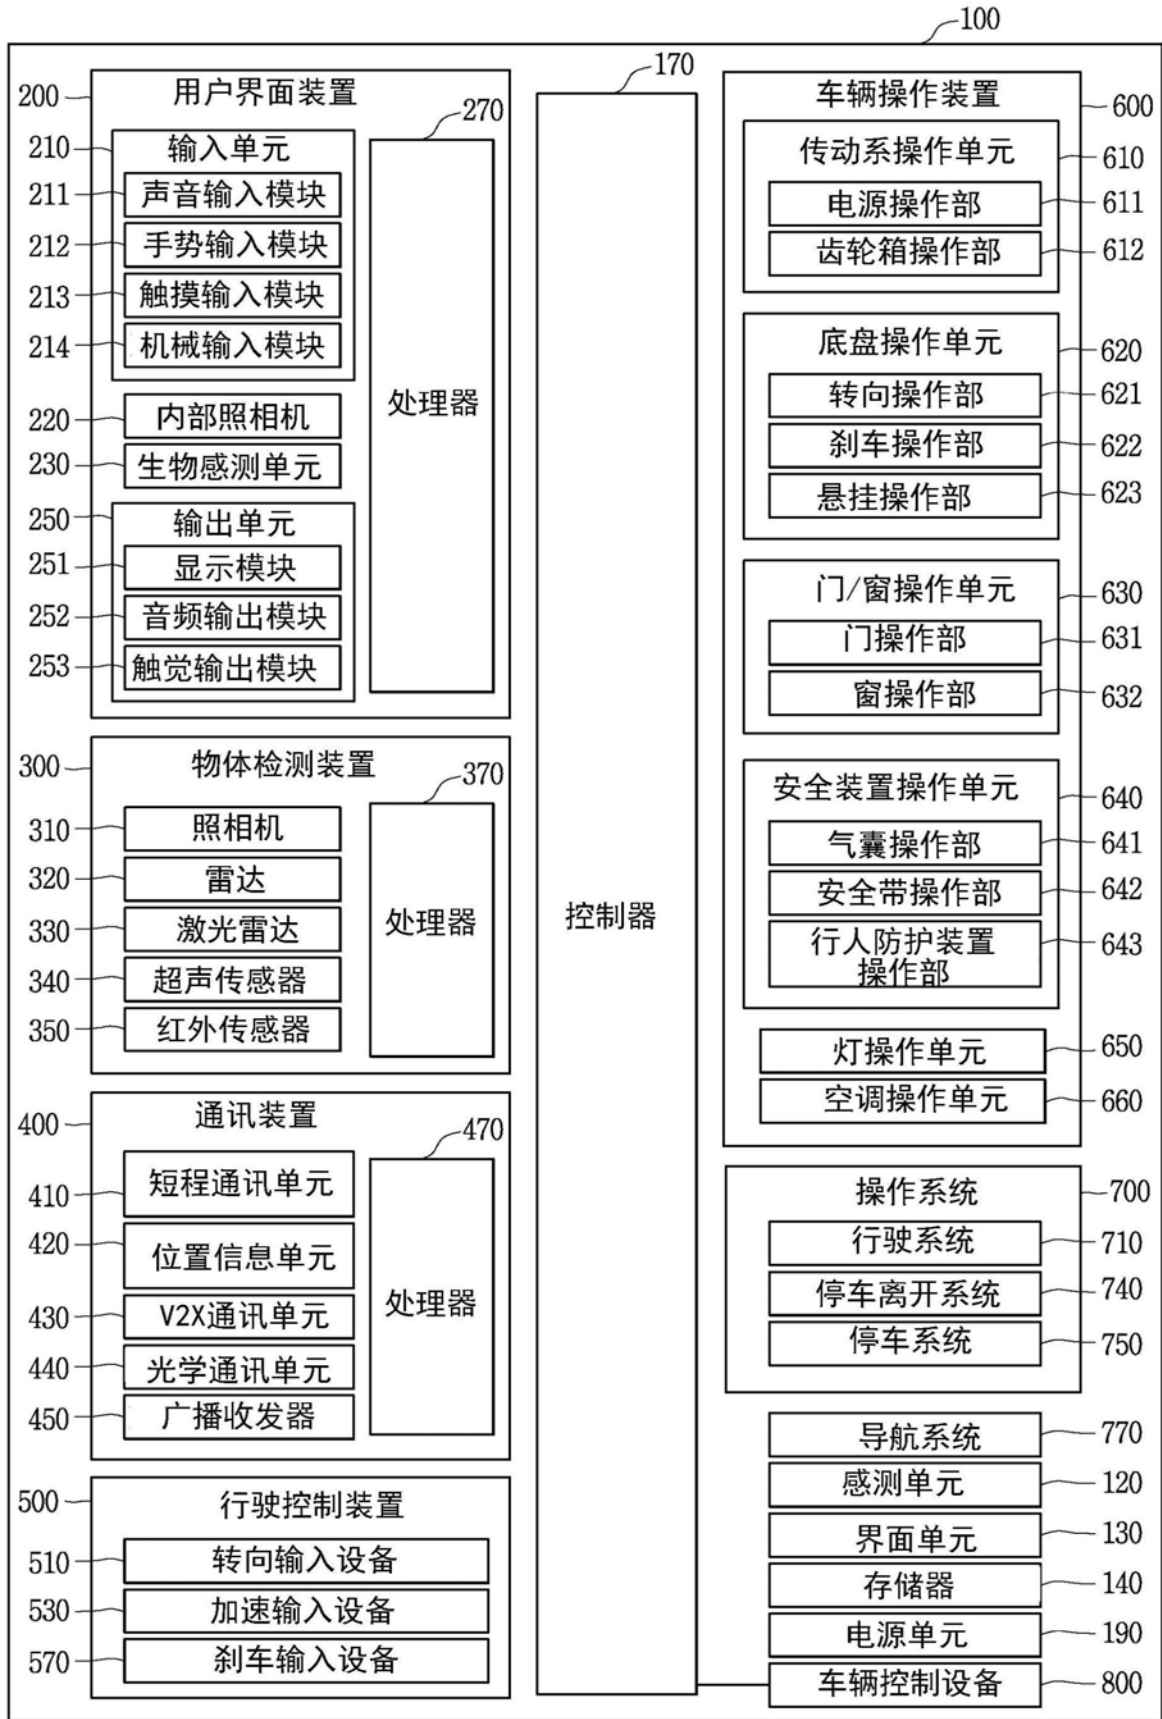 100
200
用户界面装置
270
210
输入单元
211
声音输入模块
212
手势输入模块
213
触摸输入模块
214
机械输入模块
处理器
220
内部照相机
230
生物感测单元
250
输出单元
251
显示模块
252
音频输出模块
253
触觉输出模块
300
物体检测装置
370
310
照相机
320
雷达
330
激光雷达
处理器
340
超声传感器
350
红外传感器
400
通讯装置
470
410
短程通讯单元
420
位置信息单元
处理器
430
V2X通讯单元
440
光学通讯单元
450
广播收发器
500
行驶控制装置
510
转向输入设备
530
加速输入设备
570
刹车输入设备
170
控制器
车辆操作装置
600
传动系操作单元
610
电源操作部
611
齿轮箱操作部
612
底盘操作单元
620
转向操作部
621
刹车操作部
622
悬挂操作部
623
门/窗操作单元
630
门操作部
631
窗操作部
632
安全装置操作单元
640
气囊操作部
641
安全带操作部
642
行人防护装置
操作部
643
灯操作单元
650
空调操作单元
660
操作系统
700
行驶系统
710
停车离开系统
740
停车系统
750
导航系统
770
感测单元
120
界面单元
130
存储器
140
电源单元
190
车辆控制设备
800